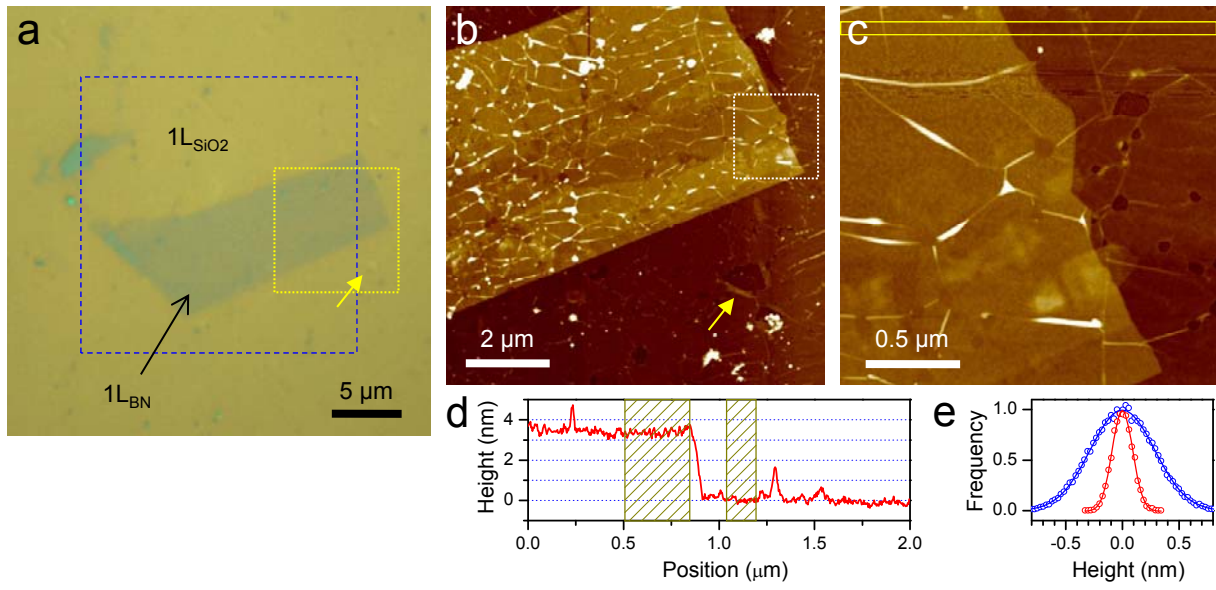 a
1L_SiO2
1L_BN
5 µm
b
2 µm
c
0.5 µm
d
Height (nm)
4
2
0
0.0 0.5 1.0 1.5 2.0
Position (µm)
e
Frequency
1.0
0.5
0.0
-0.5 0.0 0.5
Height (nm)